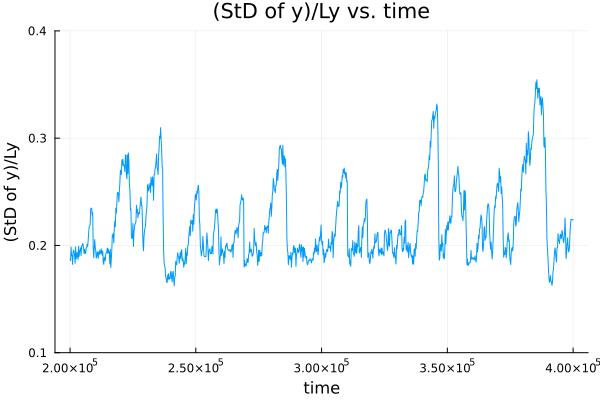 (StD of y)/Ly vs. time
(StD of y)/Ly
0.4
0.3
0.2
0.1
2.00×10⁵ 2.50×10⁵ 3.00×10⁵ 3.50×10⁵ 4.00×10⁵
time